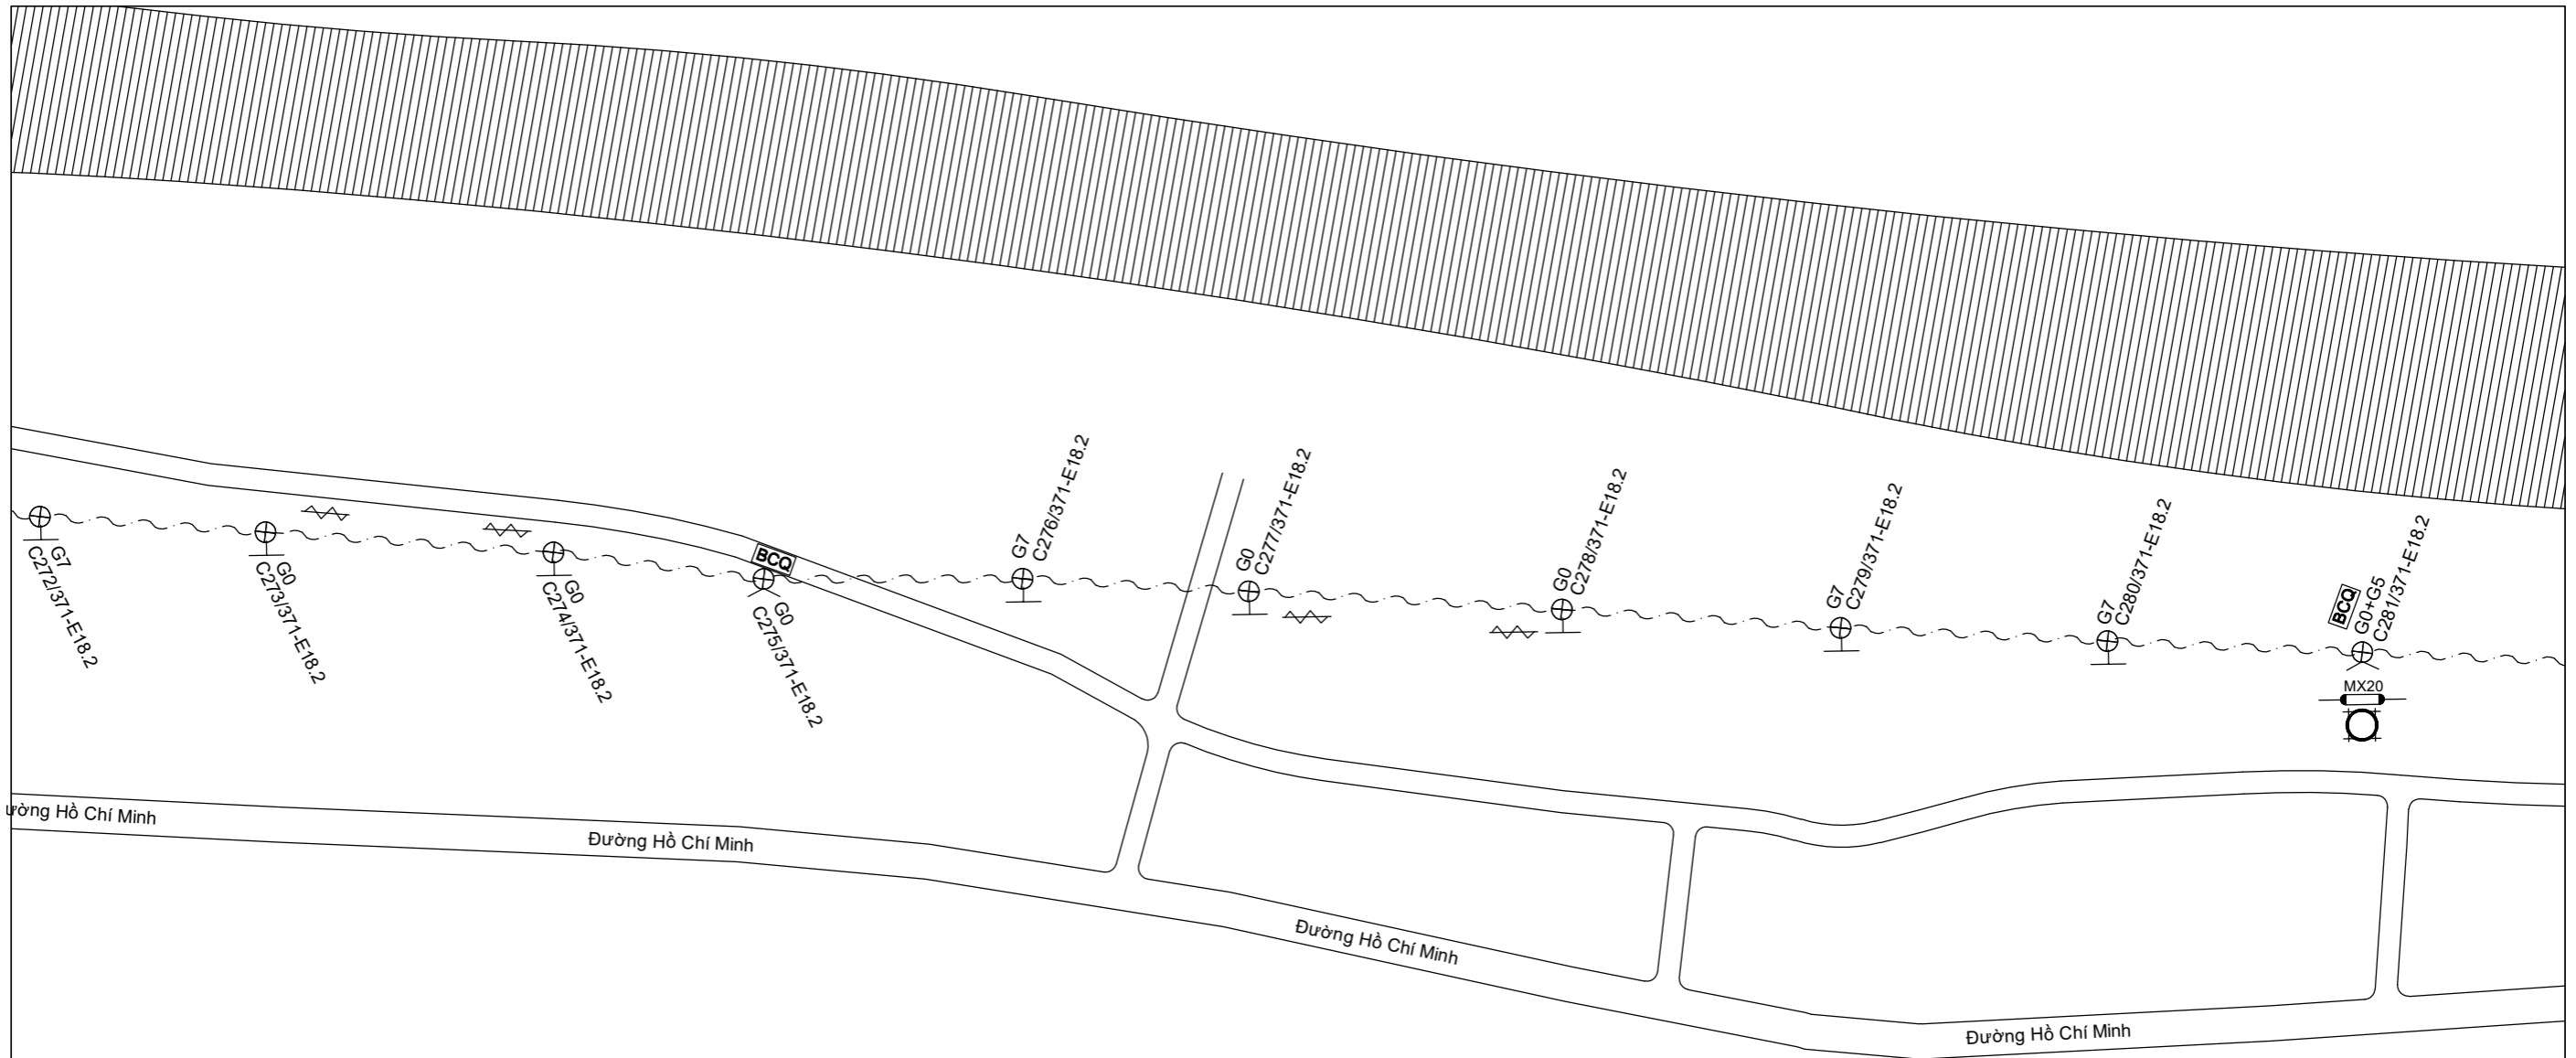 G7
C272/371-E18.2
G0
C273/371-E18.2
G0
C274/371-E18.2
BCQ
G0
C275/371-E18.2
G7
C276/371-E18.2
G0
C277/371-E18.2
G0
C278/371-E18.2
G7
C279/371-E18.2
G7
C280/371-E18.2
BCQ
G0+G5
C281/371-E18.2
MX20
ường Hồ Chí Minh
Đường Hồ Chí Minh
Đường Hồ Chí Minh
Đường Hồ Chí Minh